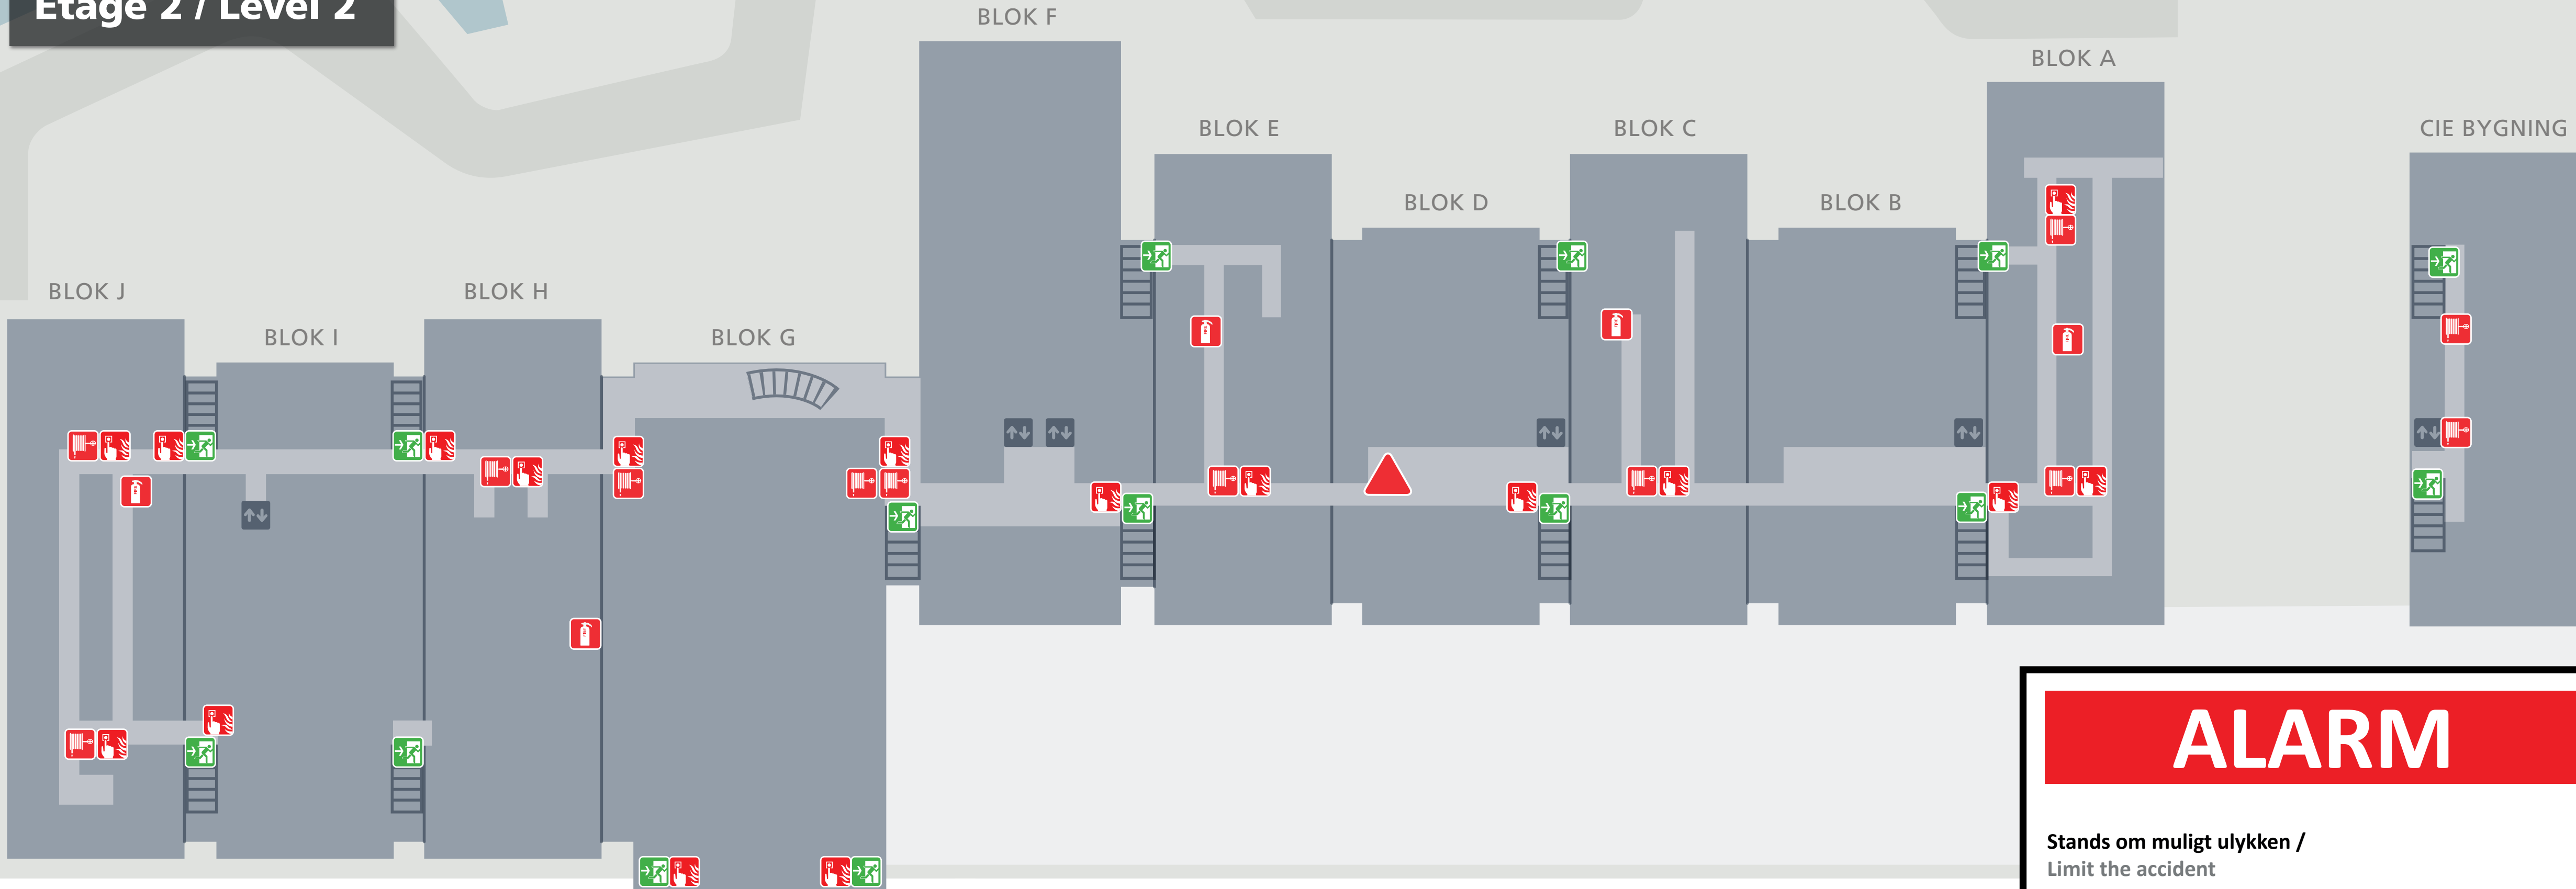 Etage 2 / Level 2
BLOK F
BLOK A
BLOK E
BLOK C
CIE BYGNING
BLOK D
BLOK B
BLOK J
BLOK H
BLOK I
BLOK G
ALARM
Stands om muligt ulykken /
Limit the accident